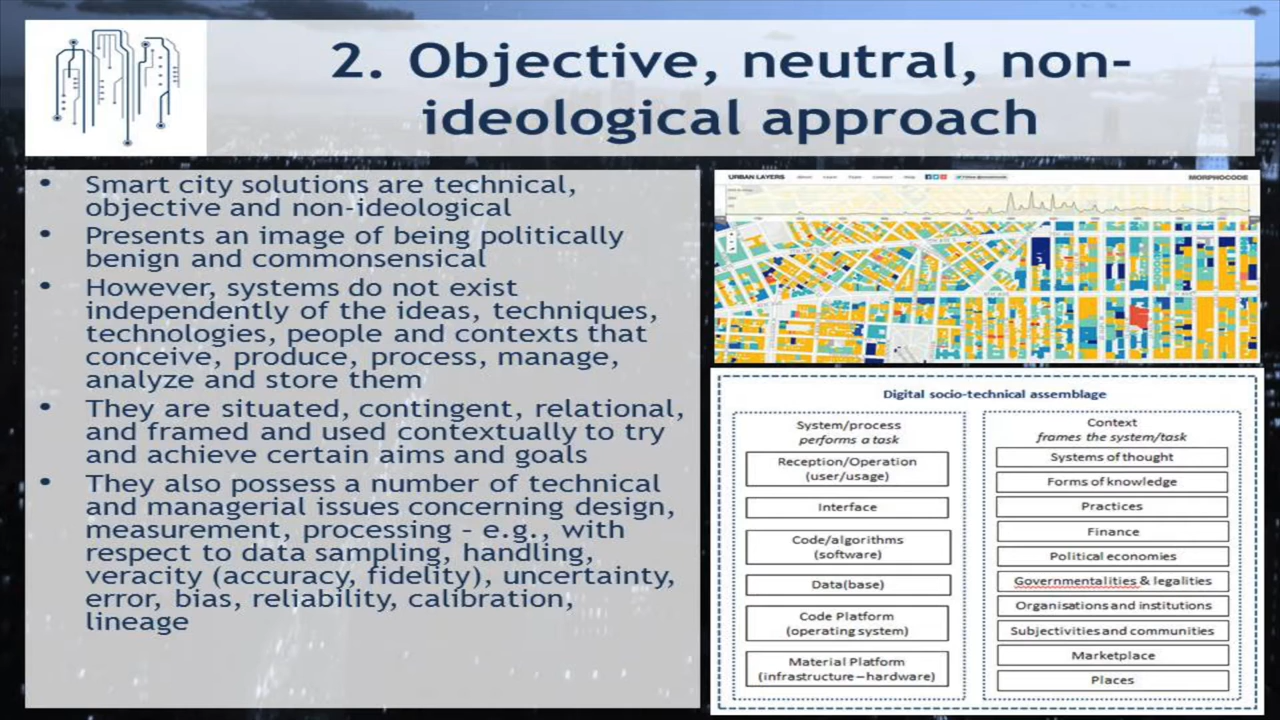 2. Objective, neutral, non-
ideological approach
• Smart city solutions are technical,
objective and non-ideological
• Presents an image of being politically
benign and commonsensical
• However, systems do not exist
independently of the ideas, techniques,
technologies, people and contexts that
conceive, produce, process, manage,
analyze and store them
• They are situated, contingent, relational,
and framed and used contextually to try
and achieve certain aims and goals
• They also possess a number of technical
and managerial issues concerning design,
measurement, processing - e.g., with
respect to data sampling, handling,
veracity (accuracy, fidelity), uncertainty,
error, bias, reliability, calibration,
lineage
URBAN LAYERS
MORPHOCODE
Digital socio-technical assemblage
System/process
performs a task
Reception/Operation
(user/usage)
Interface
Code/algorithms
(software)
Data(base)
Code Platform
(operating system)
Material Platform
(infrastructure – hardware)
Context
frames the system/task
Systems of thought
Forms of knowledge
Practices
Finance
Political economies
Governmentalities & legalities
Organisations and institutions
Subjectivities and communities
Marketplace
Places